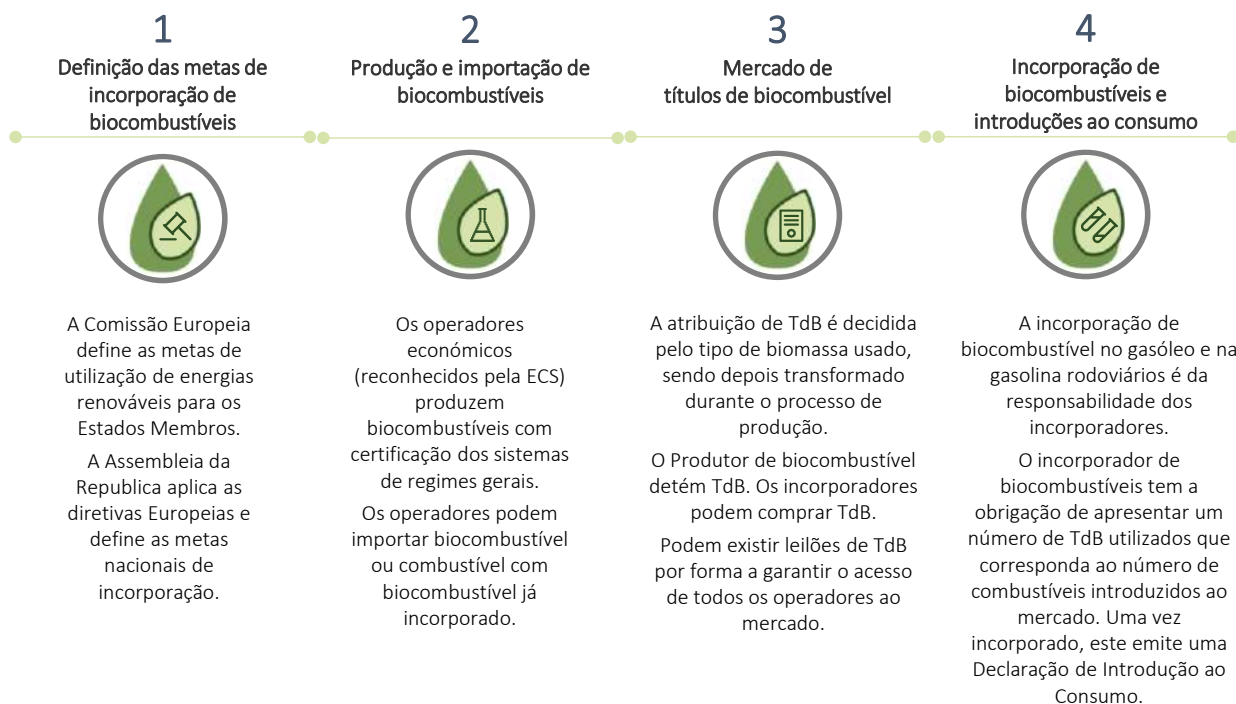 1
Definição das metas de
incorporação de
biocombustíveis
A Comissão Europeia
define as metas de
utilização de energias
renováveis para os
Estados Membros.
A Assembleia da
Republica aplica as
diretivas Europeias e
define as metas
nacionais de
incorporação.
2
Produção e importação de
biocombustíveis
Os operadores
económicos
(reconhecidos pela ECS)
produzem
biocombustíveis com
certificação dos sistemas
de regimes gerais.
Os operadores podem
importar biocombustível
ou combustível com
biocombustível já
incorporado.
3
Mercado de
títulos de biocombustível
A atribuição de TdB é decidida
pelo tipo de biomassa usado,
sendo depois transformado
durante o processo de
produção.
O Produtor de biocombustível
detém TdB. Os incorporadores
podem comprar TdB.
Podem existir leilões de TdB
por forma a garantir o acesso
de todos os operadores ao
mercado.
4
Incorporação de
biocombustíveis e
introduções ao consumo
A incorporação de
biocombustível no gasóleo e na
gasolina rodoviários é da
responsabilidade dos
incorporadores.
O incorporador de
biocombustíveis tem a
obrigação de apresentar um
número de TdB utilizados que
corresponda ao número de
combustíveis introduzidos ao
mercado. Uma vez
incorporado, este emite uma
Declaração de Introdução ao
Consumo.